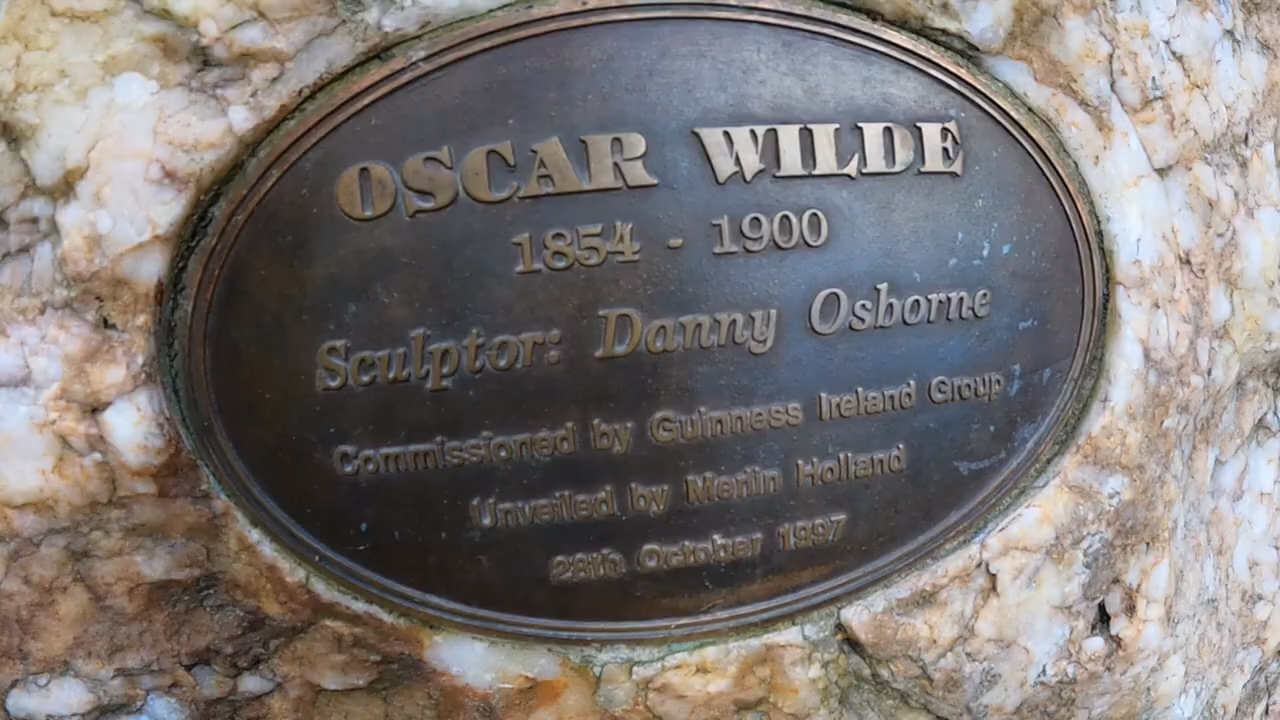 OSCAR WILDE
1854 - 1900
Sculptor: Danny Osborne
Commissioned by Guinness Ireland Group
Unveiled by Merlin Holland
28th October 1997